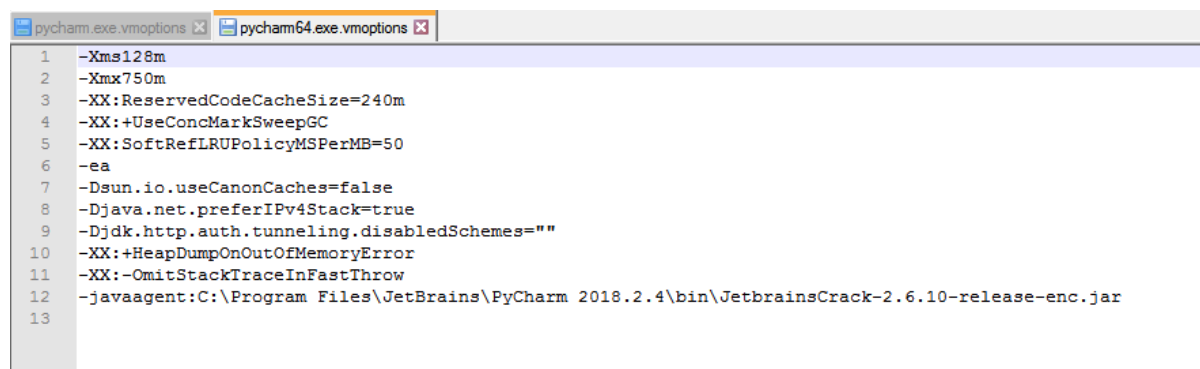 pycharm.exe.vmoptions pycharm64.exe.vmoptions
1 -Xms128m
2 -Xmx750m
3 -XX:ReservedCodeCacheSize=240m
4 -XX:+UseConcMarkSweepGC
5 -XX:SoftRefLRUPolicyMSPerMB=50
6 -ea
7 -Dsun.io.useCanonCaches=false
8 -Djava.net.preferIPv4Stack=true
9 -Djdk.http.auth.tunneling.disabledSchemes=""
10 -XX:+HeapDumpOnOutOfMemoryError
11 -XX:-OmitStackTraceInFastThrow
12 -javaagent:C:\Program Files\JetBrains\PyCharm 2018.2.4\bin\JetbrainsCrack-2.6.10-release-enc.jar
13